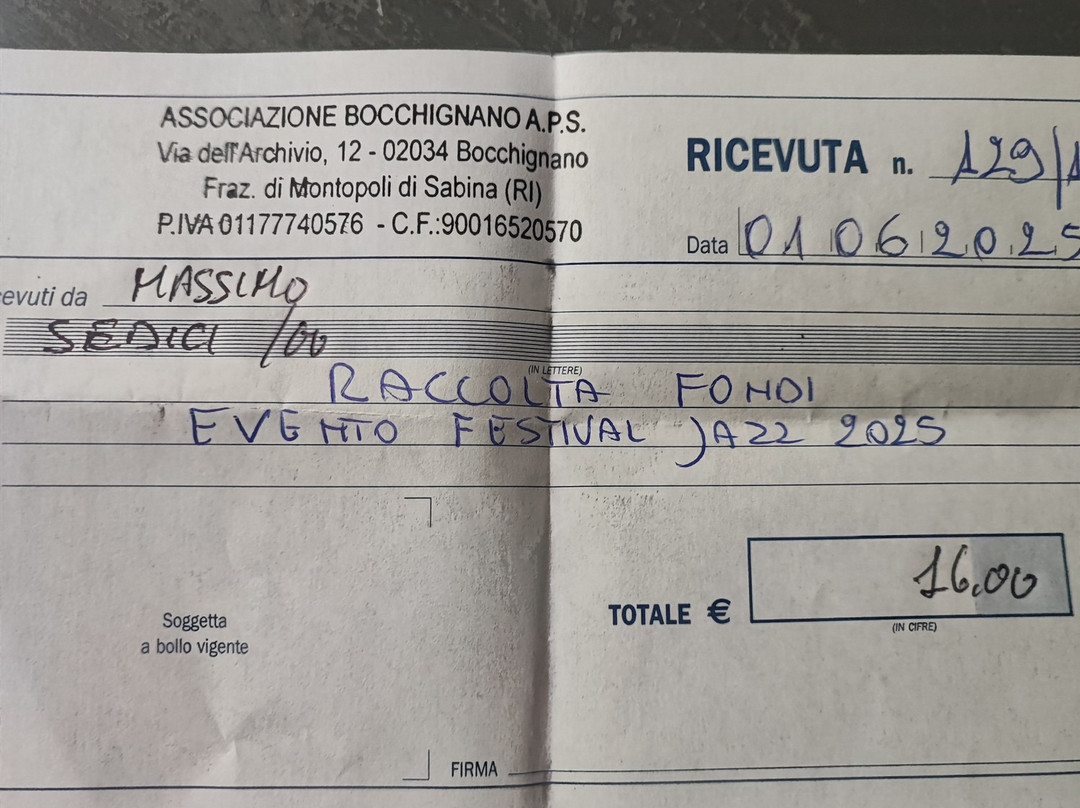 ASSOCIAZIONE BOCCHIGNANO A.P.S.
Via dell'Archivio, 12 - 02034 Bocchignano
Fraz. di Montopoli di Sabina (RI)
P.IVA 01177740576 - C.F.:90016520570
RICEVUTA n. 129/1
Data 01 06 2025
cevuti da MASSIMO
SEDICI /00
(IN LETTERE)
RACCOLTA FONDI
EVENTO FESTIVAL JAZZ 2025
Soggetta
a bollo vigente
TOTALE € 16,00
(IN CIFRE)
FIRMA